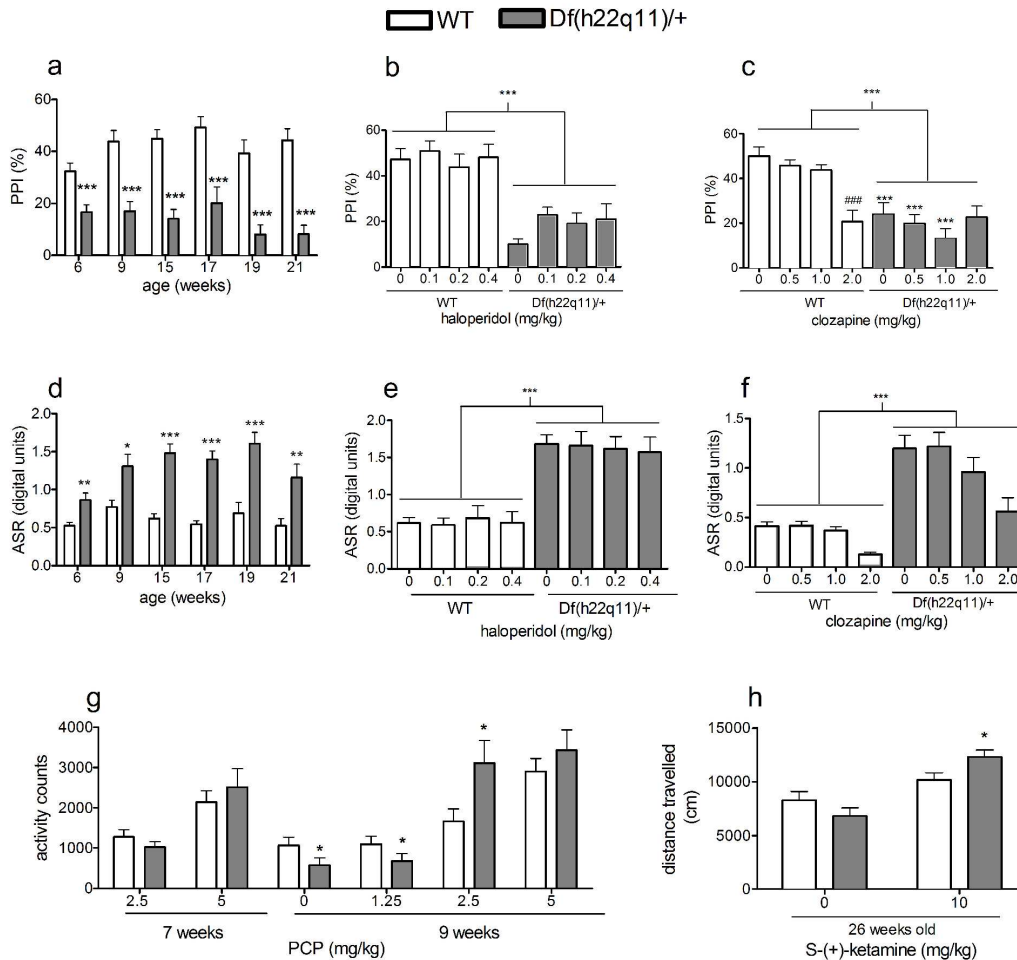 WT Df(h22q11)/+
a
PPI (%)
60
40
20
0
*** *** *** *** *** ***
6 9 15 17 19 21
age (weeks)
b
***
PPI (%)
60
40
20
0
0 0.1 0.2 0.4 0 0.1 0.2 0.4
WT Df(h22q11)/+
haloperidol (mg/kg)
c
***
PPI (%)
60
40
20
0
### *** *** ***
0 0.5 1.0 2.0 0 0.5 1.0 2.0
WT Df(h22q11)/+
clozapine (mg/kg)
d
ASR (digital units)
2.0
1.5
1.0
0.5
0.0
** * *** *** *** **
6 9 15 17 19 21
age (weeks)
e
***
ASR (digital units)
2.0
1.5
1.0
0.5
0.0
0 0.1 0.2 0.4 0 0.1 0.2 0.4
WT Df(h22q11)/+
haloperidol (mg/kg)
f
***
ASR (digital units)
1.5
1.0
0.5
0.0
0 0.5 1.0 2.0 0 0.5 1.0 2.0
WT Df(h22q11)/+
clozapine (mg/kg)
g
activity counts
4000
3000
2000
1000
0
* * *
2.5 5 0 1.25 2.5 5
7 weeks 9 weeks
PCP (mg/kg)
h
distance travelled
(cm)
15000
10000
5000
0
*
0 10
26 weeks old
S-(+)-ketamine (mg/kg)